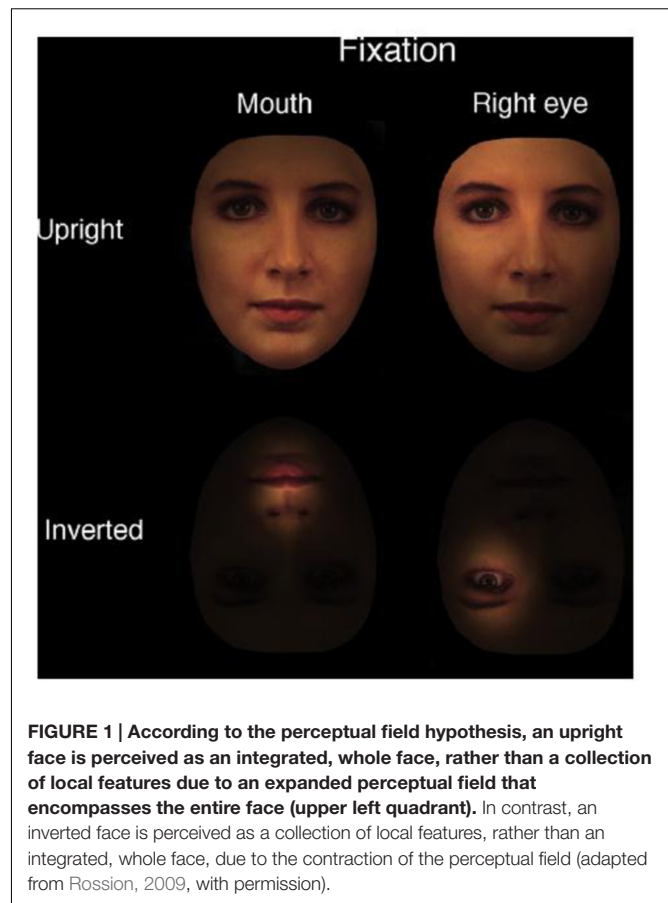 Fixation
Mouth Right eye
Upright
Inverted
FIGURE 1 | According to the perceptual field hypothesis, an upright
face is perceived as an integrated, whole face, rather than a collection
of local features due to an expanded perceptual field that
encompasses the entire face (upper left quadrant). In contrast, an
inverted face is perceived as a collection of local features, rather than an
integrated, whole face, due to the contraction of the perceptual field (adapted
from Rossion, 2009, with permission).